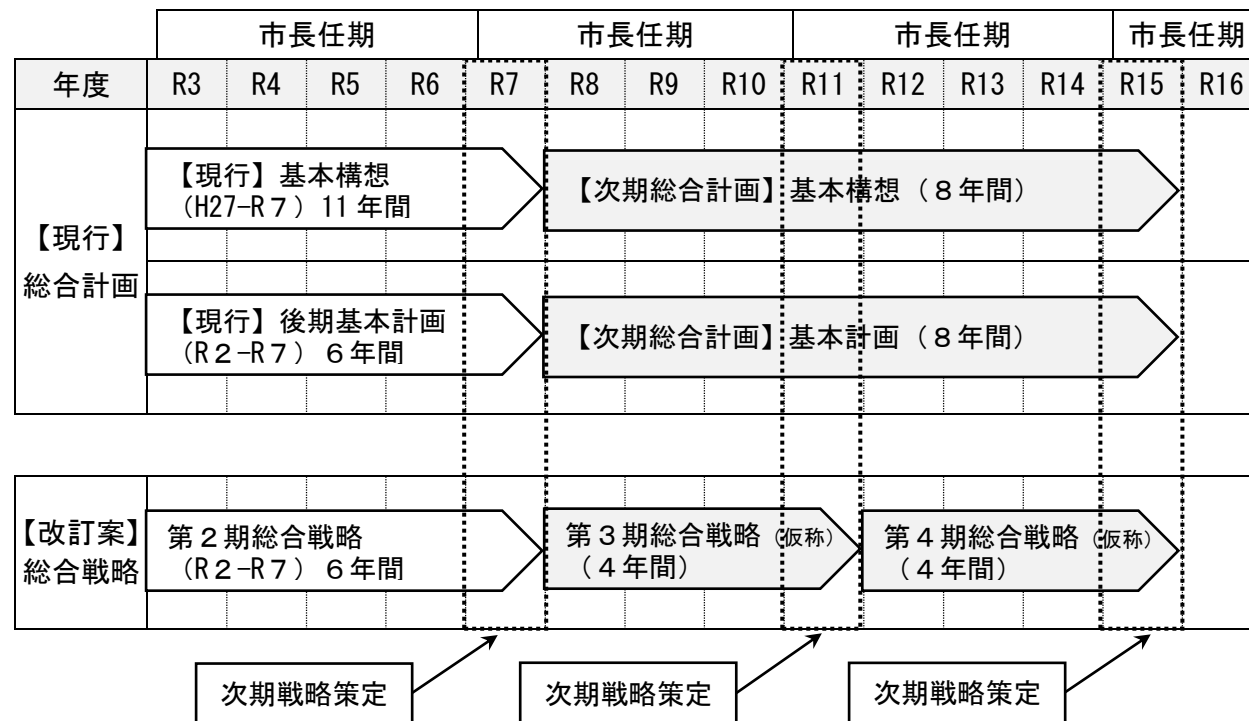 市長任期 市長任期 市長任期 市長任期
年度 R3 R4 R5 R6 R7 R8 R9 R10 R11 R12 R13 R14 R15 R16
【現行】
総合計画
【現行】基本構想
(H27-R7) 11年間
【次期総合計画】基本構想（8年間）
【現行】後期基本計画
(R2-R7) 6年間
【次期総合計画】基本計画（8年間）
【改訂案】
総合戦略
第2期総合戦略
(R2-R7) 6年間
第3期総合戦略（仮称）
（4年間）
第4期総合戦略（仮称）
（4年間）
次期戦略策定 次期戦略策定 次期戦略策定